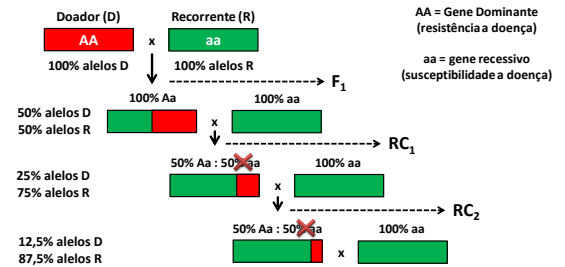 Doador (D)
Recorrente (R)
AA = Gene Dominante
(resistência a doença)
AA
x
aa
aa = gene recessivo
(susceptibilidade a doença)
100% alelos D
100% alelos R
F1
100% Aa
100% aa
50% alelos D
50% alelos R
x
RC1
50% Aa : 50% aa
100% aa
25% alelos D
75% alelos R
x
RC2
50% Aa : 50% aa
100% aa
12,5% alelos D
87,5% alelos R
x